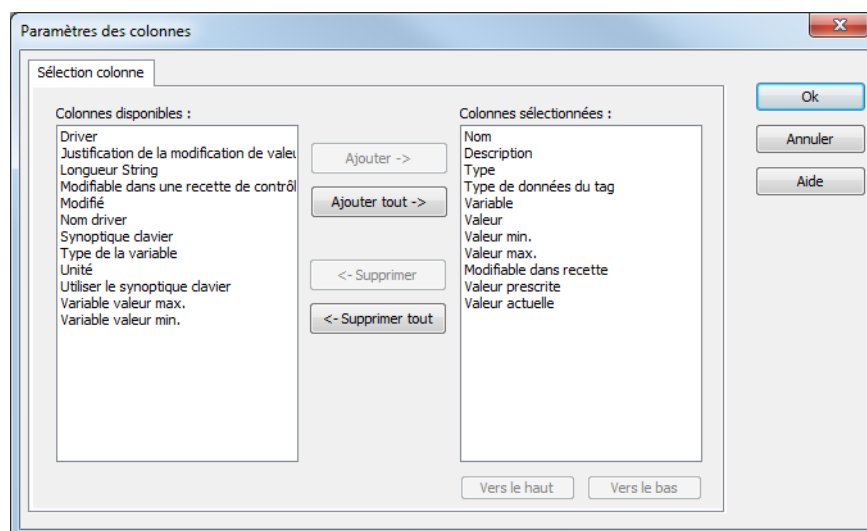 Paramètres des colonnes
Sélection colonne
Colonnes disponibles :
Driver
Justification de la modification de valeu
Longueur String
Modifiable dans une recette de contrôl
Modifié
Nom driver
Synoptique clavier
Type de la variable
Unité
Utiliser le synoptique clavier
Variable valeur max.
Variable valeur min.
Ajouter ->
Ajouter tout ->
<- Supprimer
<- Supprimer tout
Colonnes sélectionnées :
Nom
Description
Type
Type de données du tag
Variable
Valeur
Valeur min.
Valeur max.
Modifiable dans recette
Valeur prescrite
Valeur actuelle
Vers le haut
Vers le bas
Ok
Annuler
Aide